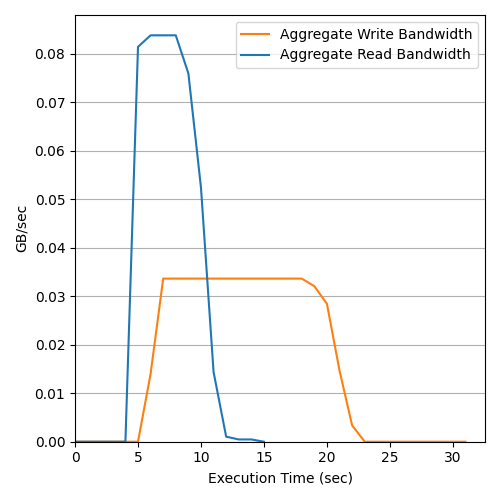 Aggregate Write Bandwidth
Aggregate Read Bandwidth
0.08
0.07
0.06
0.05
0.04
0.03
0.02
0.01
0.00
GB/sec
0 5 10 15 20 25 30
Execution Time (sec)